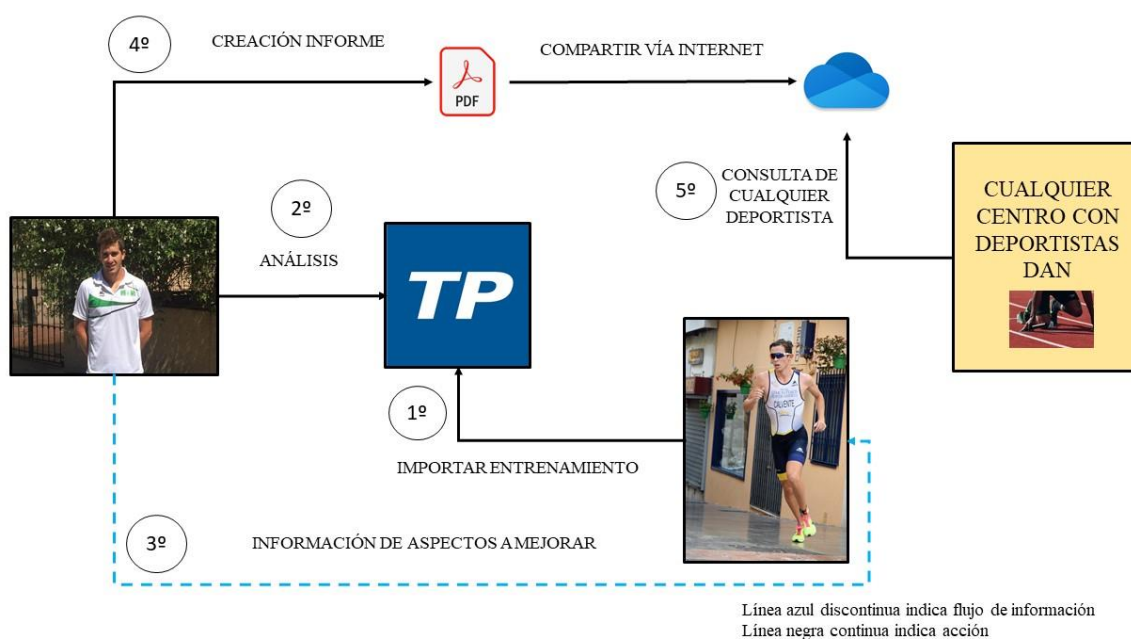 4º
CREACIÓN INFORME
COMPARTIR VÍA INTERNET
PDF
5º
CONSULTA DE
CUALQUIER
DEPORTISTA
CUALQUIER
CENTRO CON
DEPORTISTAS
DAN
2º
ANÁLISIS
TP
1º
IMPORTAR ENTRENAMIENTO
CALVENTE
3º
INFORMACIÓN DE ASPECTOS A MEJORAR
Línea azul discontinua indica flujo de información
Línea negra continua indica acción